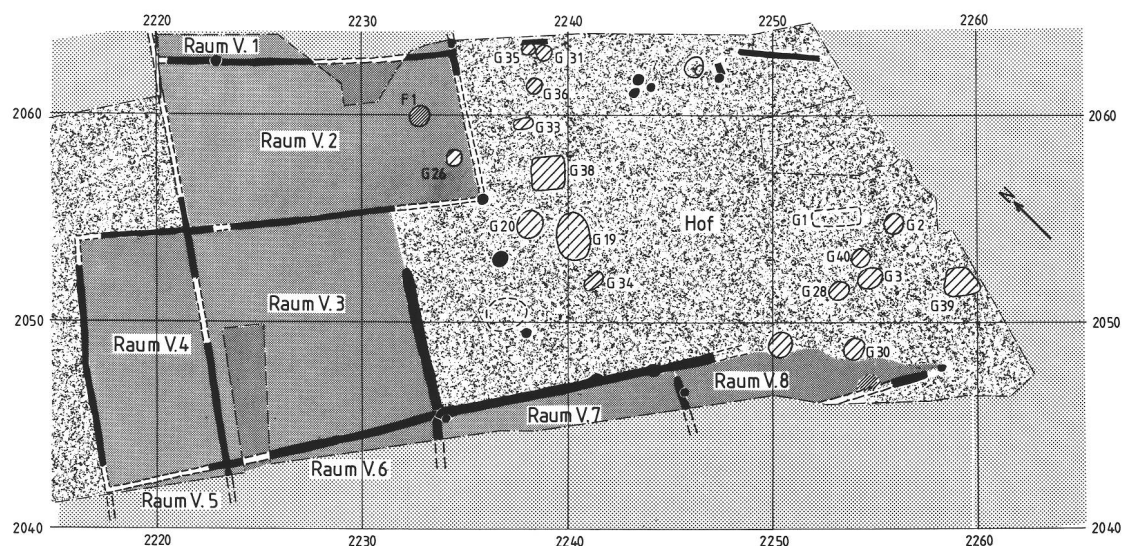 2220 2230 2240 2250 2260
Raum V.1
G 35 G 31
G 36
2060 F1 G 33 2060
Raum V.2
G 26 G 38
N
G 20 G 19 Hof G1 G 2
G40
G 34 G 28 G 3
G39
2050 Raum V.3 2050
Raum V.4
G 30
Raum V. 8
Raum V.7
Raum V. 6
Raum V. 5
2040 2040
2220 2230 2240 2250 2260